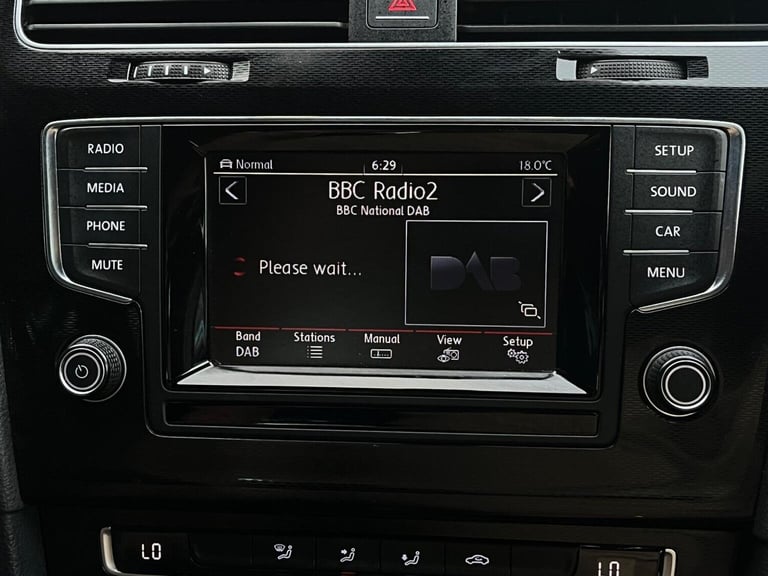 RADIO
MEDIA
PHONE
MUTE
Normal 6:29 18.0°C
BBC Radio2
BBC National DAB
Please wait...
DAB
Band Stations Manual View Setup
DAB
SETUP
SOUND
CAR
MENU
LO LO